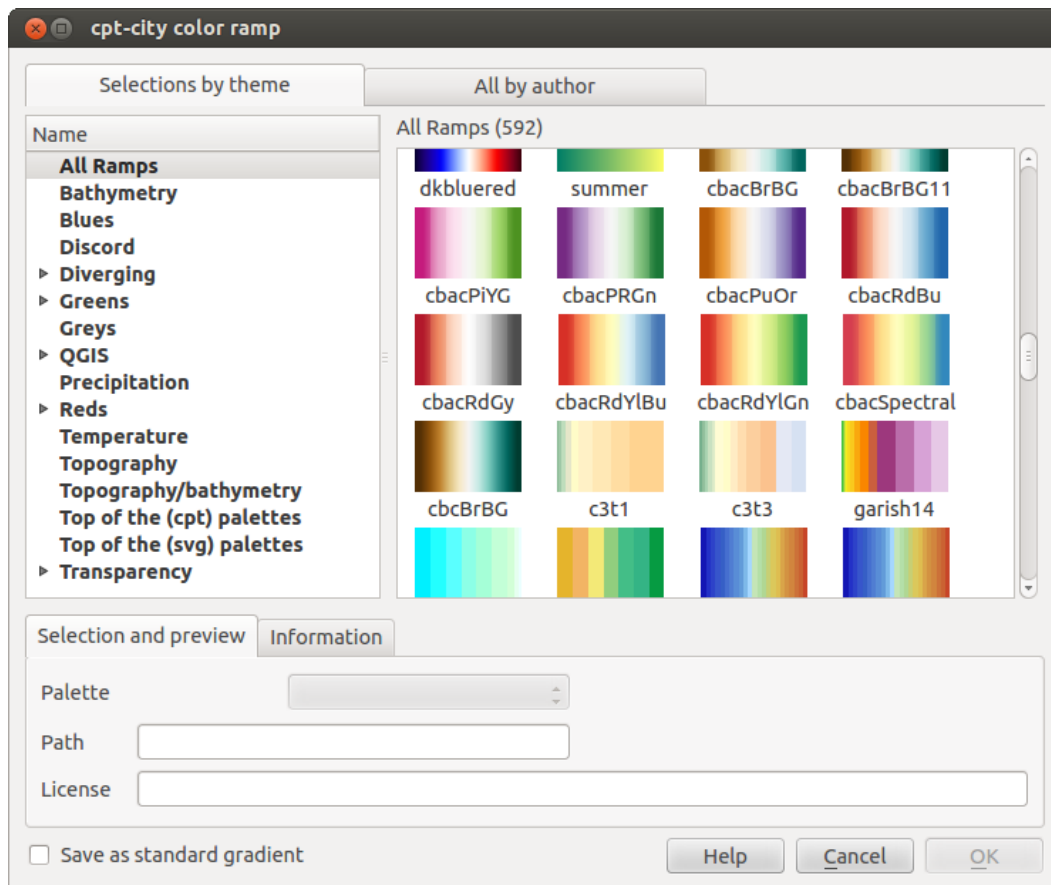 cpt-city color ramp
Selections by theme
All by author
Name
All Ramps
Bathymetry
Blues
Discord
Diverging
Greens
Greys
QGIS
Precipitation
Reds
Temperature
Topography
Topography/bathymetry
Top of the (cpt) palettes
Top of the (svg) palettes
Transparency
All Ramps (592)
dkbluered summer cbacBrBG cbacBrBG11
cbacPiYG cbacPRGn cbacPuOr cbacRdBu
cbacRdGy cbacRdYlBu cbacRdYlGn cbacSpectral
cbcBrBG c3t1 c3t3 garish14
Selection and preview
Information
Palette
Path
License
Save as standard gradient
Help
Cancel
OK